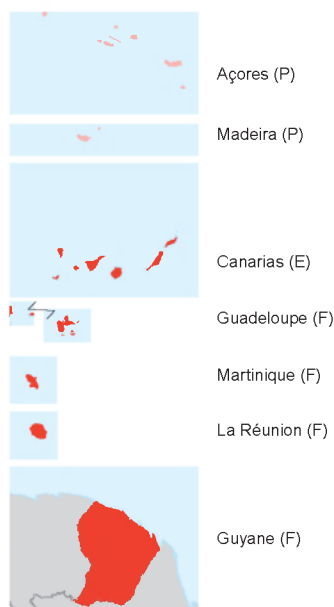 Açores (P)
Madeira (P)
Canarias (E)
Guadeloupe (F)
Martinique (F)
La Réunion (F)
Guyane (F)